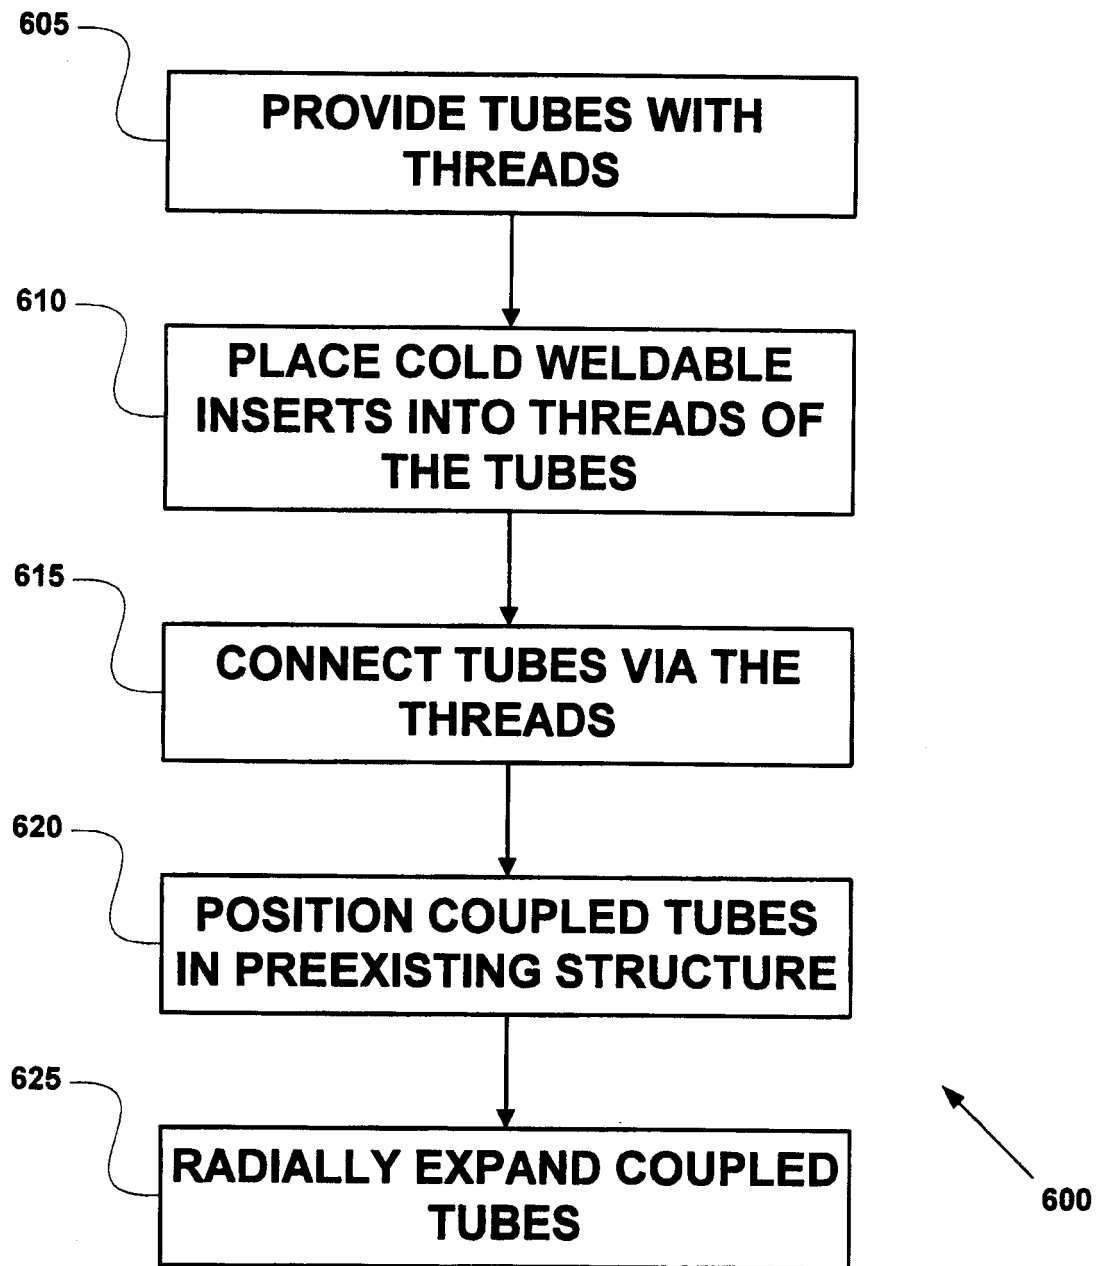 605
PROVIDE TUBES WITH
THREADS
610
PLACE COLD WELDABLE
INSERTS INTO THREADS OF
THE TUBES
615
CONNECT TUBES VIA THE
THREADS
620
POSITION COUPLED TUBES
IN PREEXISTING STRUCTURE
625
RADIALLY EXPAND COUPLED
TUBES
600